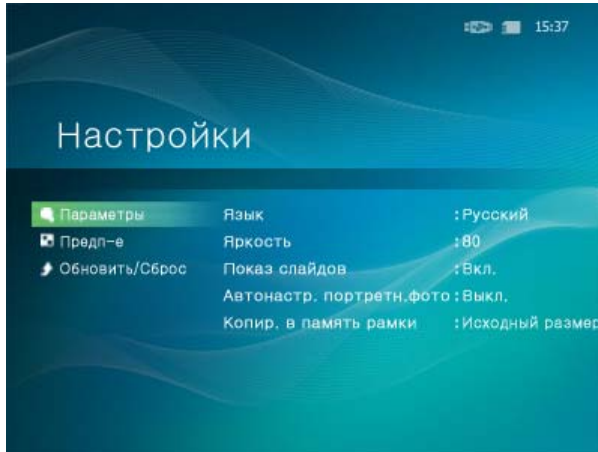 15:37
Настройки
Параметры Язык :Русский
Предп-е Яркость :80
Обновить/Сброс Показ слайдов :Вкл.
Автонастр. портретн.фото :Выкл.
Копир. в память рамки :Исходный размер